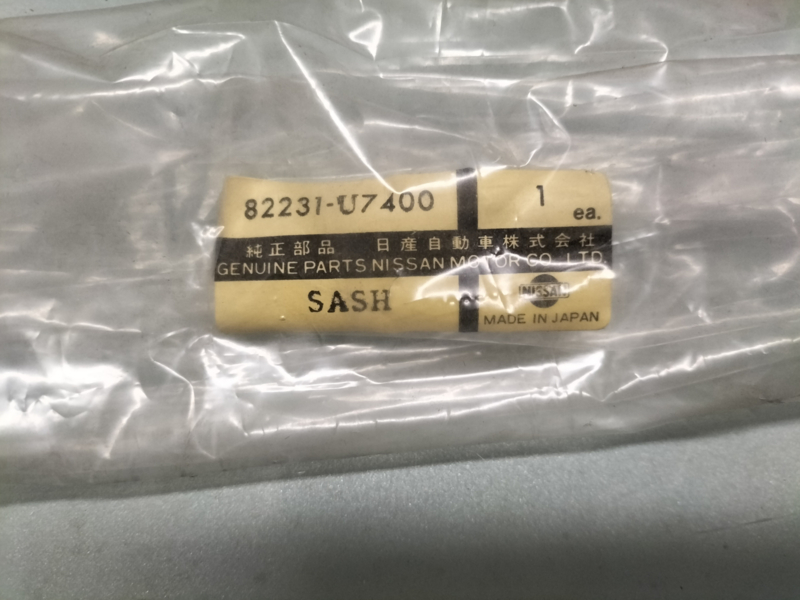 82231-U7400
1 ea.
純正部品 日産自動車株式会社
GENUINE PARTS NISSAN MOTOR CO., LTD.
SASH
NISSAN
MADE IN JAPAN